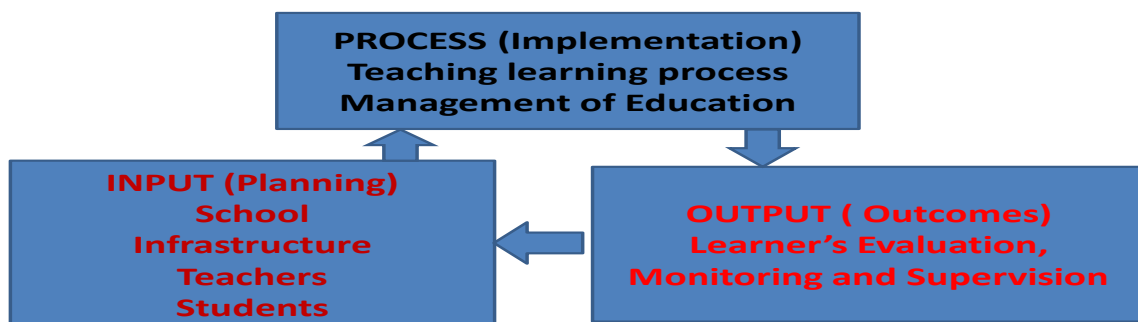 PROCESS (Implementation)
Teaching learning process
Management of Education
INPUT (Planning)
School
Infrastructure
Teachers
Students
OUTPUT ( Outcomes)
Learner’s Evaluation,
Monitoring and Supervision